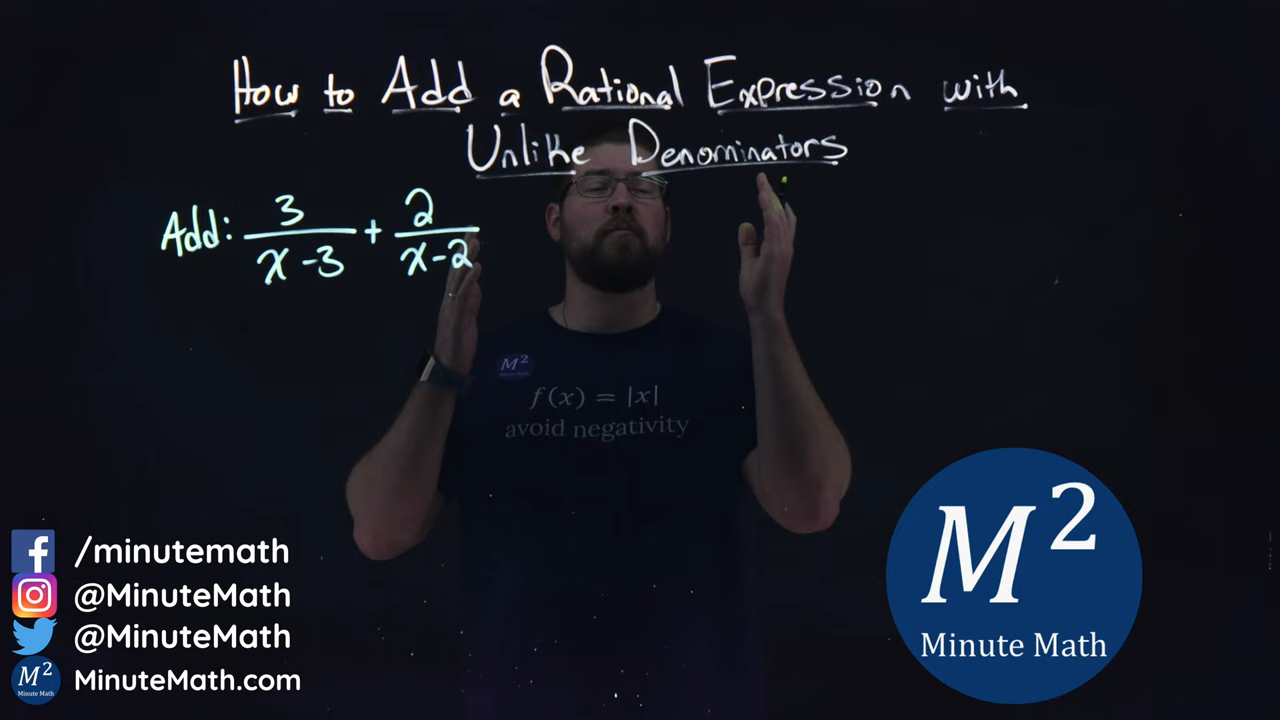 How to Add a Rational Expression with
Unlike Denominators
Add: 3/(x-3) + 2/(x-2)
M²
f(x) = |x|
avoid negativity
/minutemath
@MinuteMath
@MinuteMath
M²
Minute Math
MinuteMath.com
M²
Minute Math